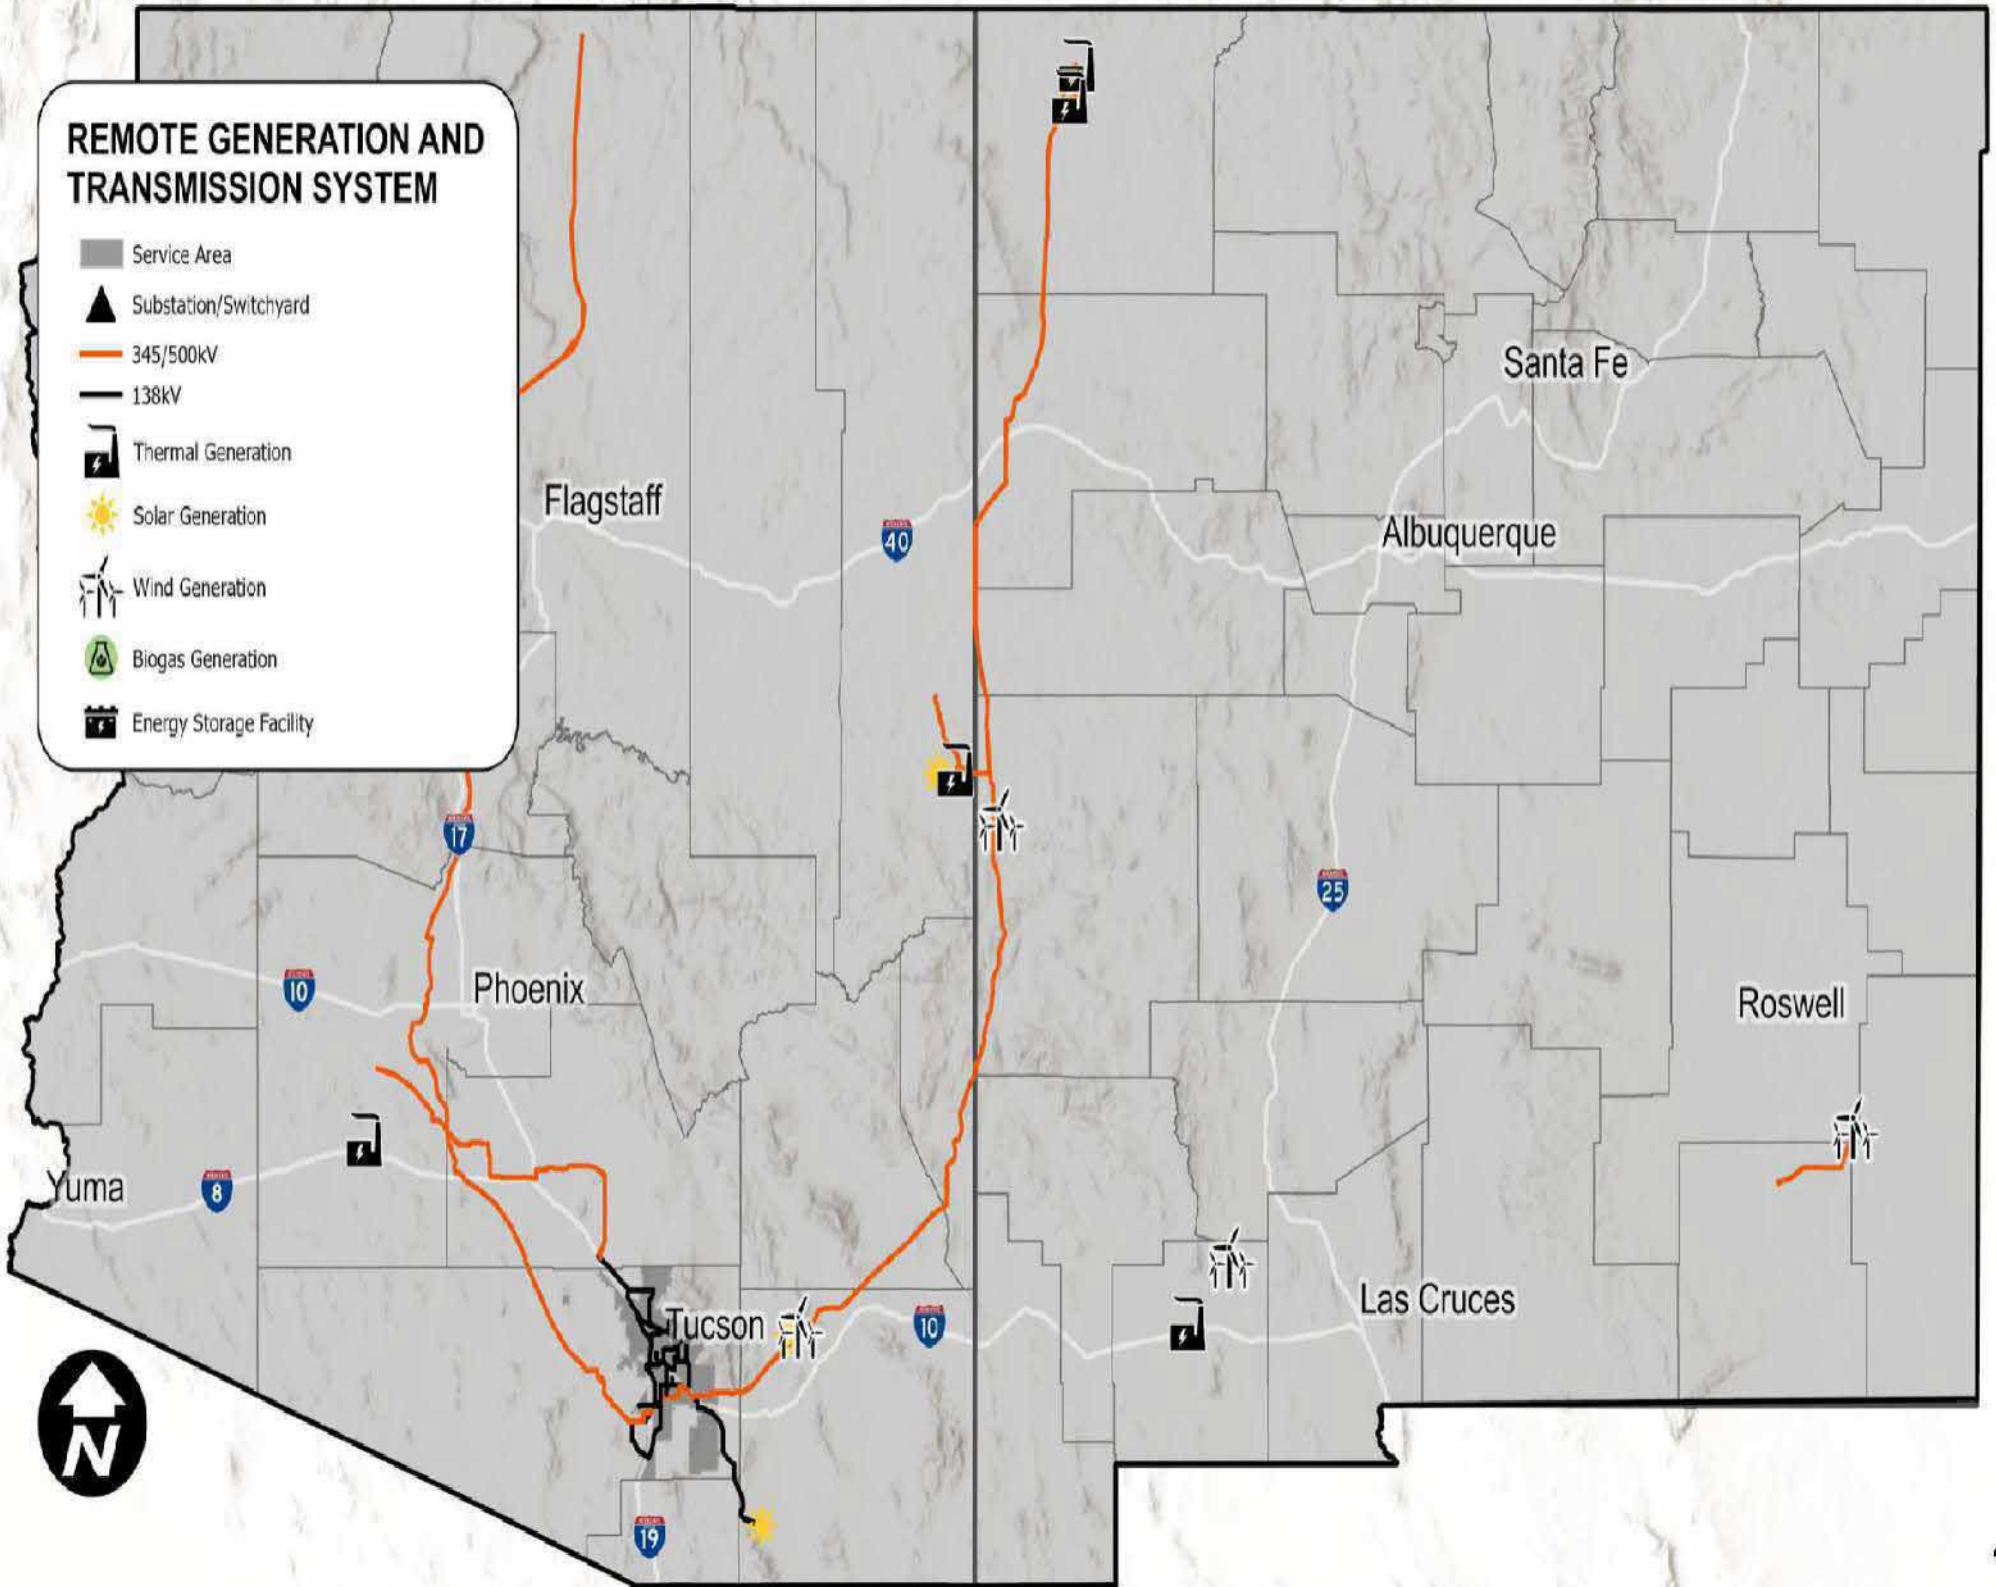 REMOTE GENERATION AND
TRANSMISSION SYSTEM
Service Area
Substation/Switchyard
345/500kV
138kV
Thermal Generation
Solar Generation
Wind Generation
Biogas Generation
Energy Storage Facility
Santa Fe
Flagstaff
40
Albuquerque
17
25
10
Phoenix
Roswell
Yuma
8
Tucson
10
Las Cruces
N
19